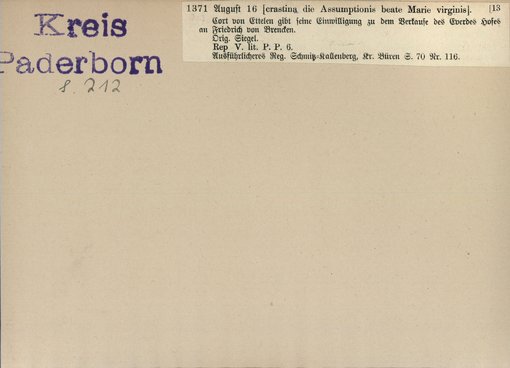 Kreis
Paderborn
S. 212
1371 August 16 [crastino die Assumptionis beate Marie virginis]. [13
Cort von Etteln gibt seine Einwilligung zu dem Verkaufe des Everdes Hofes
an Friedrich von Brencken.
Orig. Siegel.
Rep V. lit. P. P. 6.
Ausführlicheres Reg. Schmitz-Kallenberg, Kr. Büren S. 70 Nr. 116.